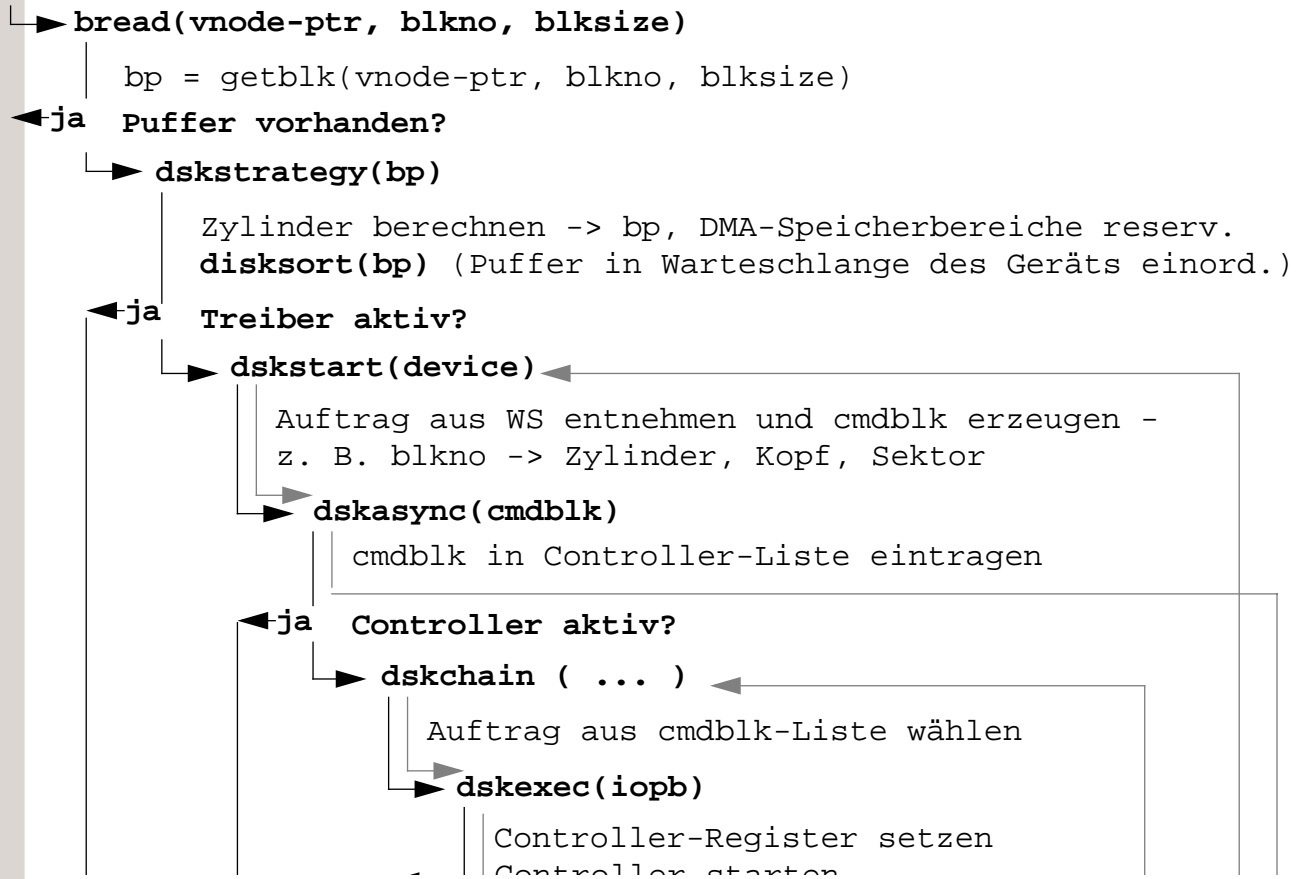 bread(vnode-ptr, blkno, blksize)
bp = getblk(vnode-ptr, blkno, blksize)
ja Puffer vorhanden?
dskstrategy(bp)
Zylinder berechnen -> bp, DMA-Speicherbereiche reserv.
disksort(bp) (Puffer in Warteschlange des Geräts einord.)
ja Treiber aktiv?
dskstart(device)
Auftrag aus WS entnehmen und cmdblk erzeugen -
z. B. blkno -> Zylinder, Kopf, Sektor
dskasync(cmdblk)
cmdblk in Controller-Liste eintragen
ja Controller aktiv?
dskchain ( ... )
Auftrag aus cmdblk-Liste wählen
dskexec(iopb)
Controller-Register setzen
Controller starten